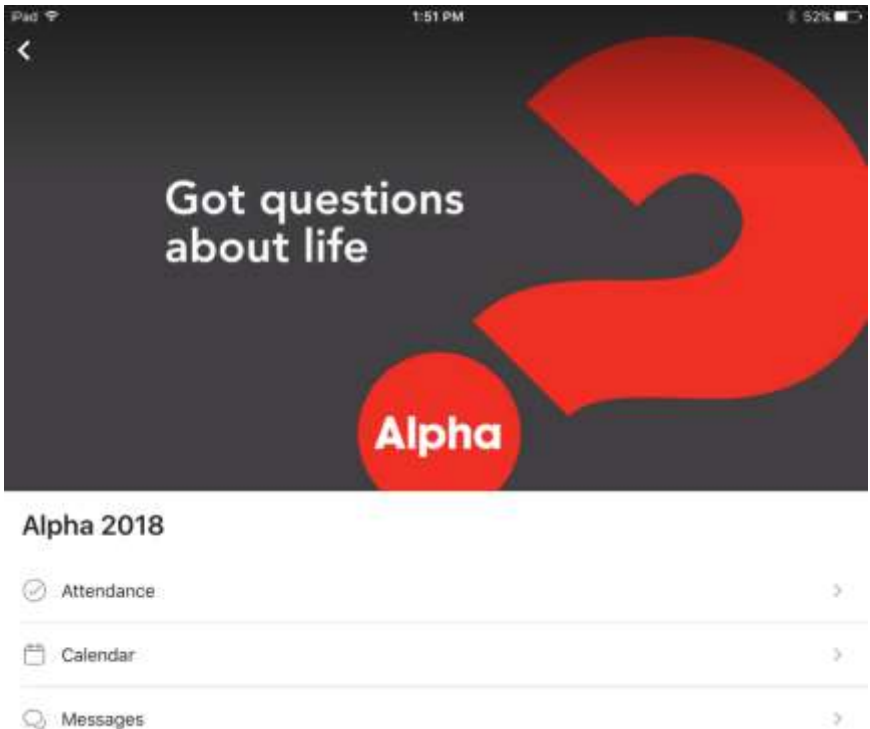 iPad 1:51 PM 52%
Got questions
about life
Alpha
Alpha 2018
Attendance
Calendar
Messages